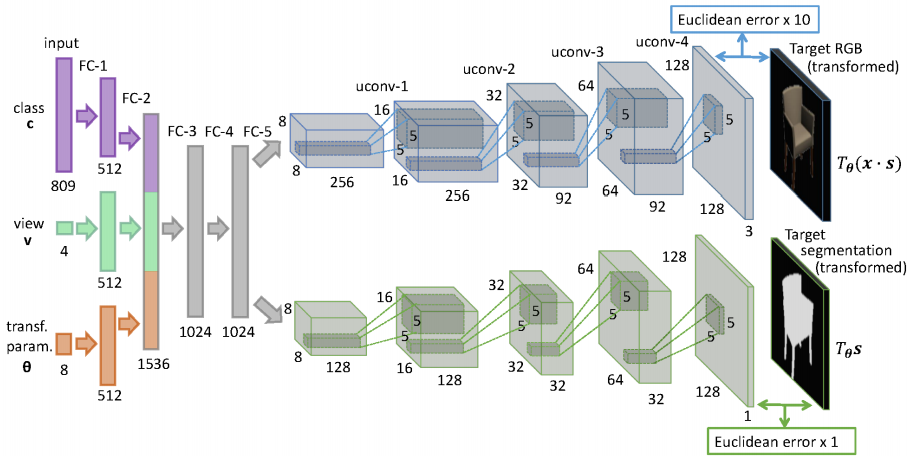 input
class
c
809
FC-1
512
FC-2
view
v
4
512
transf.
param.
θ
8
512
1536
FC-3
FC-4
FC-5
1024
1024
uconv-1
uconv-2
uconv-3
uconv-4
8
8
256
16
5
5
16
256
32
5
5
32
92
64
5
5
64
92
128
5
5
128
3
Euclidean error x 10
Target RGB
(transformed)
Tθ(x · s)
8
8
128
16
5
5
16
128
32
5
5
32
32
64
5
5
64
32
128
5
5
128
1
Target
segmentation
(transformed)
Tθs
Euclidean error x 1